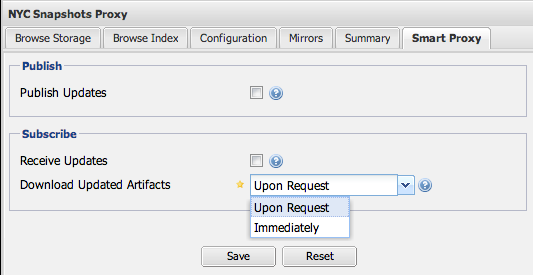 NYC Snapshots Proxy
Browse Storage Browse Index Configuration Mirrors Summary Smart Proxy
Publish
Publish Updates ?
Subscribe
Receive Updates ?
Download Updated Artifacts Upon Request ?
Upon Request
Immediately
Save Reset